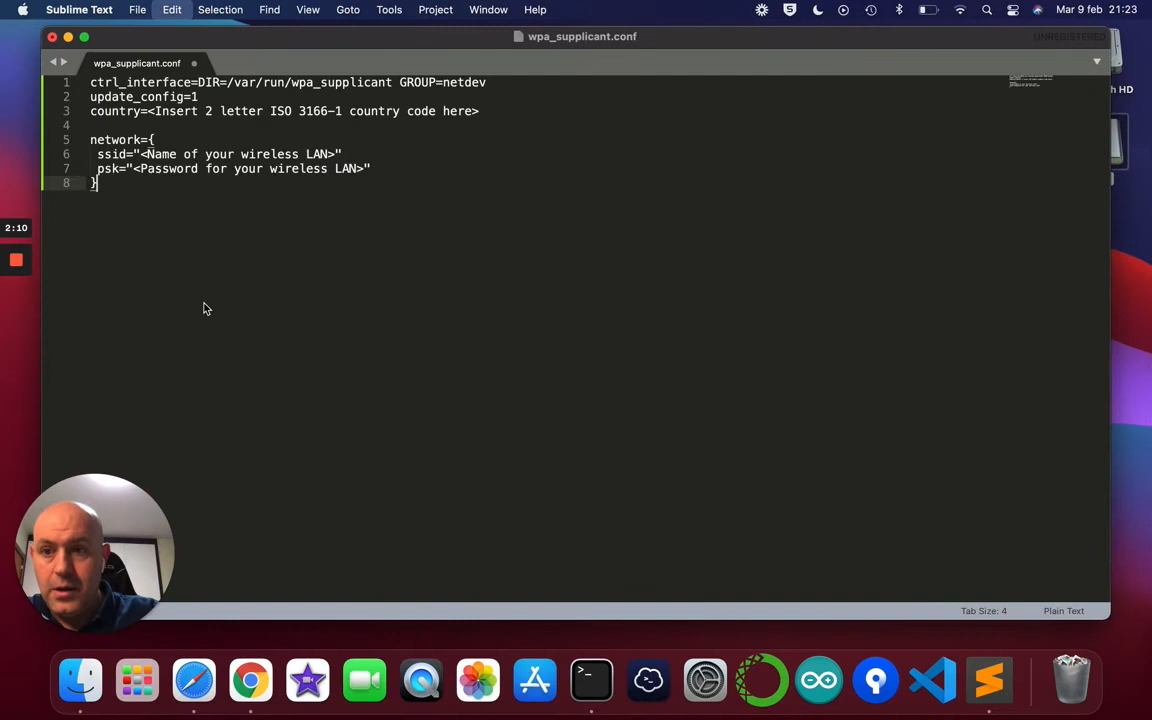 Sublime Text File Edit Selection Find View Goto Tools Project Window Help Mar 9 feb 21:23
wpa_supplicant.conf UNREGISTERED
wpa_supplicant.conf
1 ctrl_interface=DIR=/var/run/wpa_supplicant GROUP=netdev
2 update_config=1
3 country=<Insert 2 letter ISO 3166-1 country code here>
4
5 network={
6 ssid="<Name of your wireless LAN>"
7 psk="<Password for your wireless LAN>"
8 }
2:10
Tab Size: 4 Plain Text